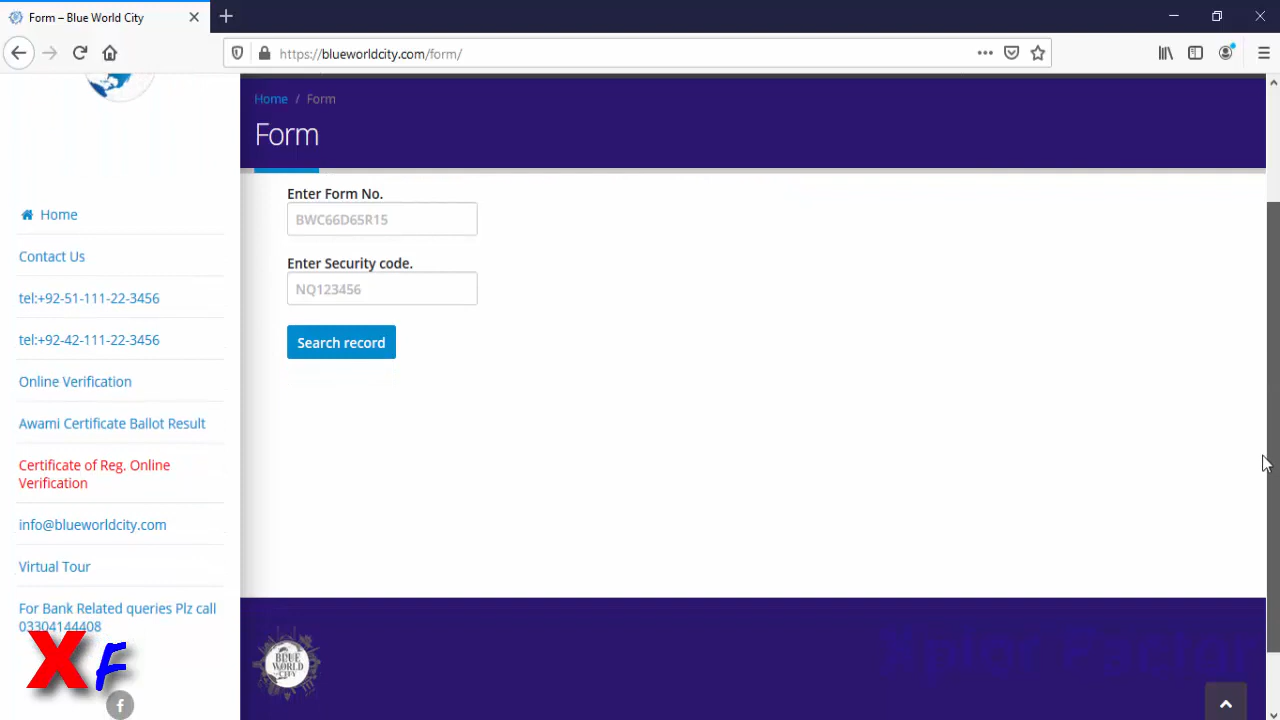 Form – Blue World City
https://blueworldcity.com/form/
Home / Form
Form
Enter Form No.
BWC66D65R15
Enter Security code.
NQ123456
Search record
Home
Contact Us
tel:+92-51-111-22-3456
tel:+92-42-111-22-3456
Online Verification
Awami Certificate Ballot Result
Certificate of Reg. Online
Verification
info@blueworldcity.com
Virtual Tour
For Bank Related queries Plz call
03304144408
XF
BLUE
WORLD
CITY
Xplor Factor